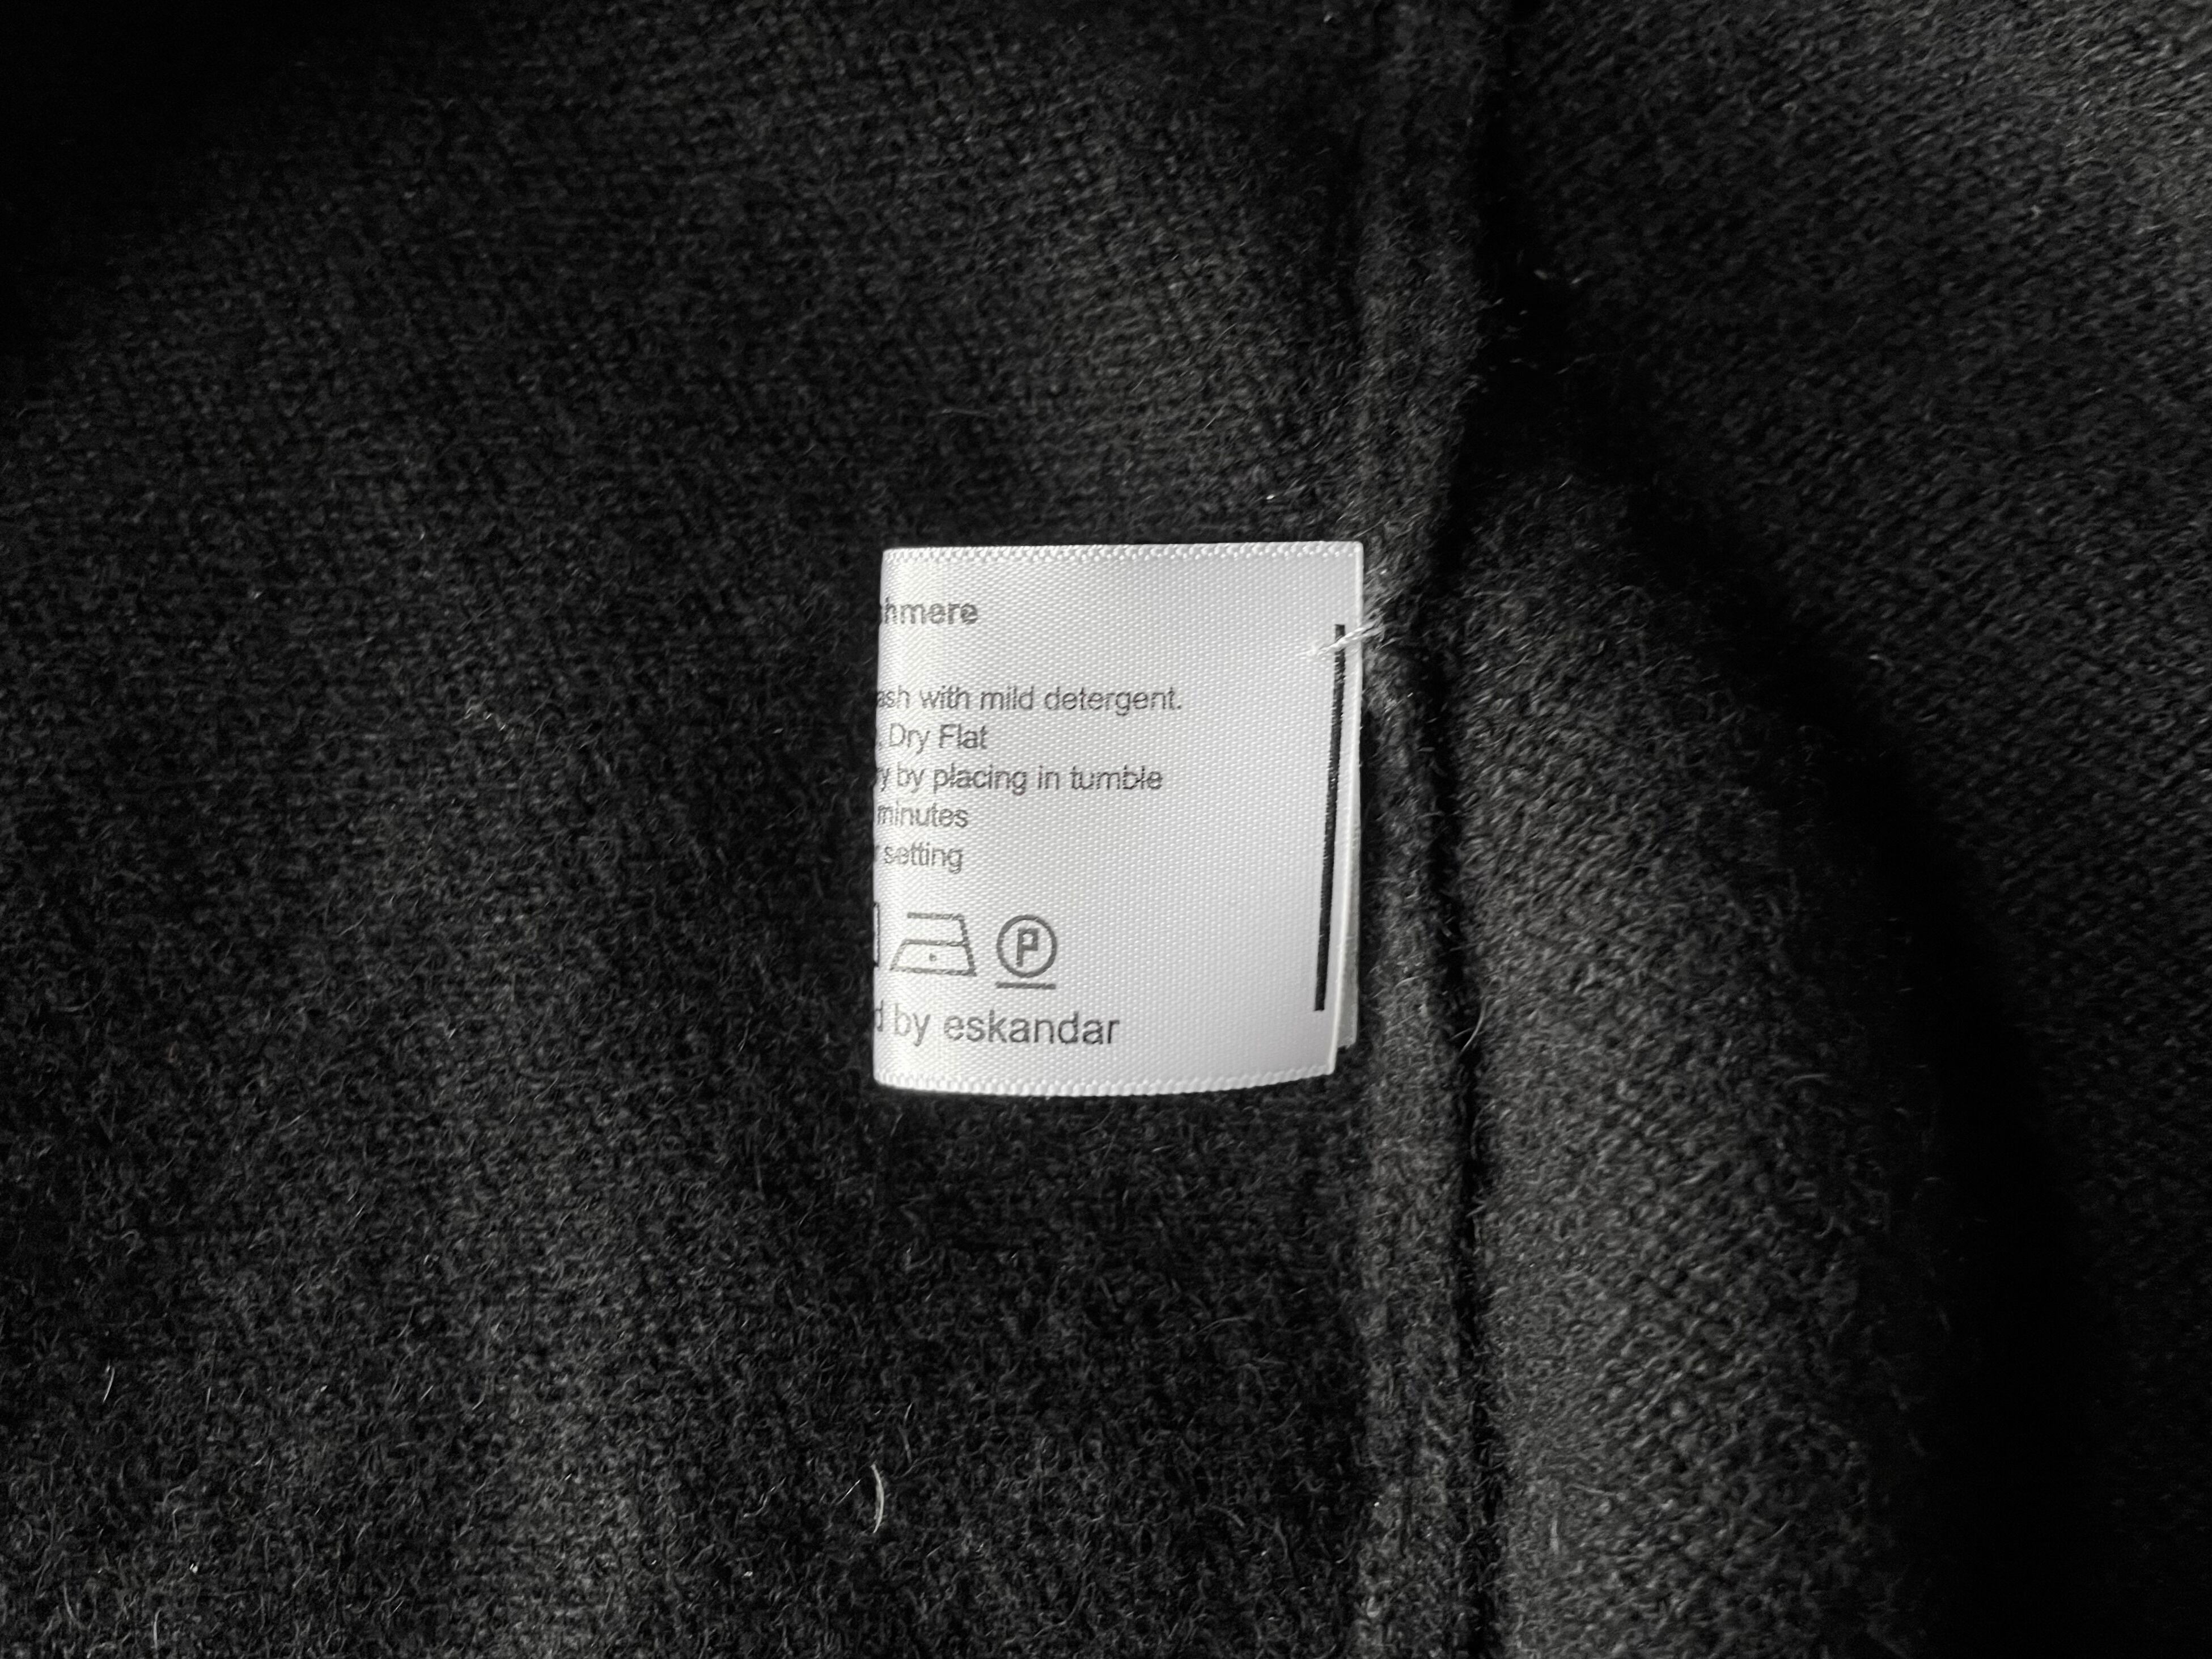 hmere
ash with mild detergent.
. Dry Flat
y by placing in tumble
minutes
r setting
P
d by eskandar